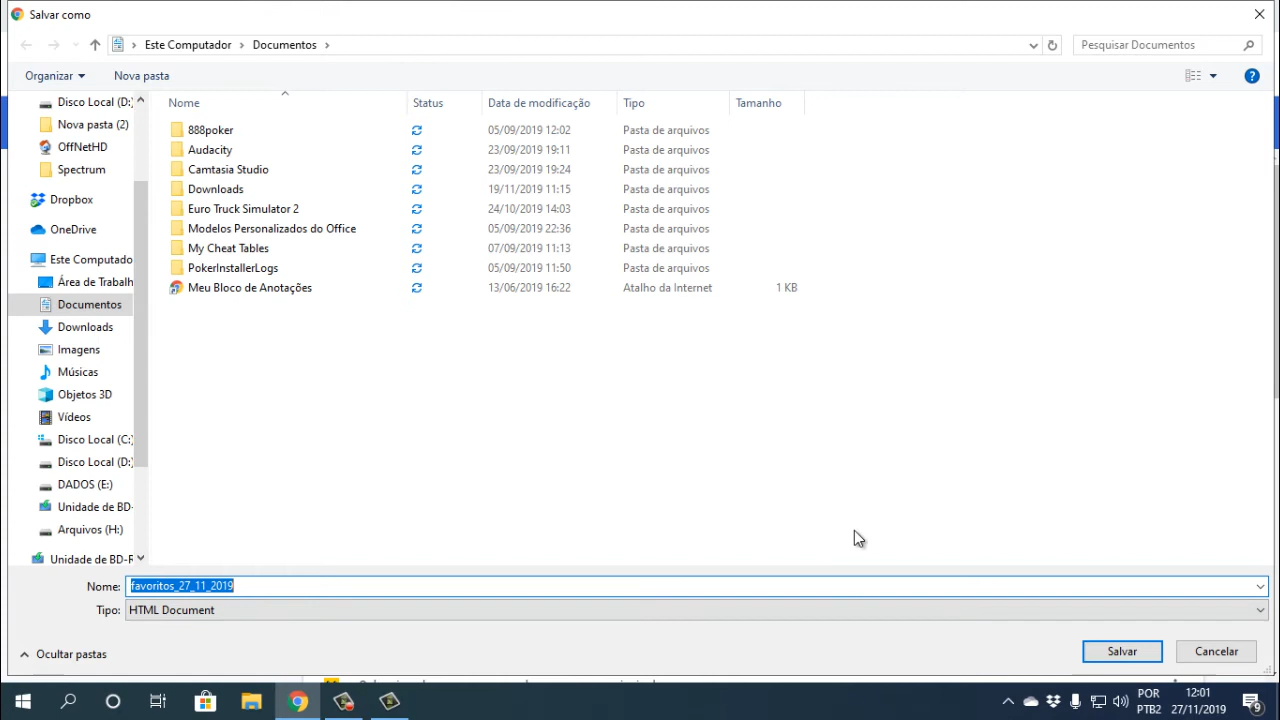 Salvar como
Este Computador > Documentos >
Pesquisar Documentos
Organizar
Nova pasta
Nome Status Data de modificação Tipo Tamanho
Disco Local (D:)
Nova pasta (2)
OffNetHD
Spectrum
Dropbox
OneDrive
Este Computado
Área de Trabalh
Documentos
Downloads
Imagens
Músicas
Objetos 3D
Vídeos
Disco Local (C:)
Disco Local (D:)
DADOS (E:)
Unidade de BD-
Arquivos (H:)
Unidade de BD-R
888poker 05/09/2019 12:02 Pasta de arquivos
Audacity 23/09/2019 19:11 Pasta de arquivos
Camtasia Studio 23/09/2019 19:24 Pasta de arquivos
Downloads 19/11/2019 11:15 Pasta de arquivos
Euro Truck Simulator 2 24/10/2019 14:03 Pasta de arquivos
Modelos Personalizados do Office 05/09/2019 22:36 Pasta de arquivos
My Cheat Tables 07/09/2019 11:13 Pasta de arquivos
PokerInstallerLogs 05/09/2019 11:50 Pasta de arquivos
Meu Bloco de Anotações 13/06/2019 16:22 Atalho da Internet 1 KB
Nome: favoritos_27_11_2019
Tipo: HTML Document
Ocultar pastas
Salvar
Cancelar
POR
PTB2
12:01
27/11/2019
9